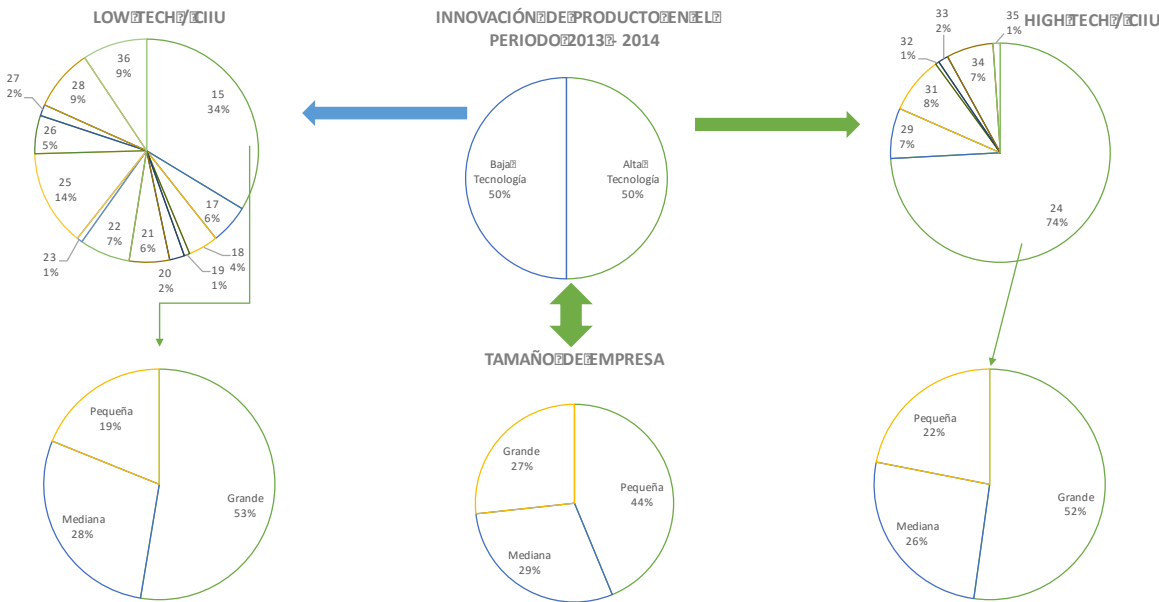 LOW TECH / CIIU
36
9%
15
34%
17
6%
18
4%
19
1%
20
2%
21
6%
22
7%
23
1%
25
14%
26
5%
27
2%
28
9%
INNOVACIÓN DE PRODUCTO EN EL
PERIODO 2013 - 2014
Baja
Tecnología
50%
Alta
Tecnología
50%
HIGH TECH / CIIU
35
1%
33
2%
32
1%
34
7%
31
8%
29
7%
24
74%
Pequeña
19%
Grande
53%
Mediana
28%
TAMAÑO DE EMPRESA
Grande
27%
Pequeña
44%
Mediana
29%
Pequeña
22%
Grande
52%
Mediana
26%